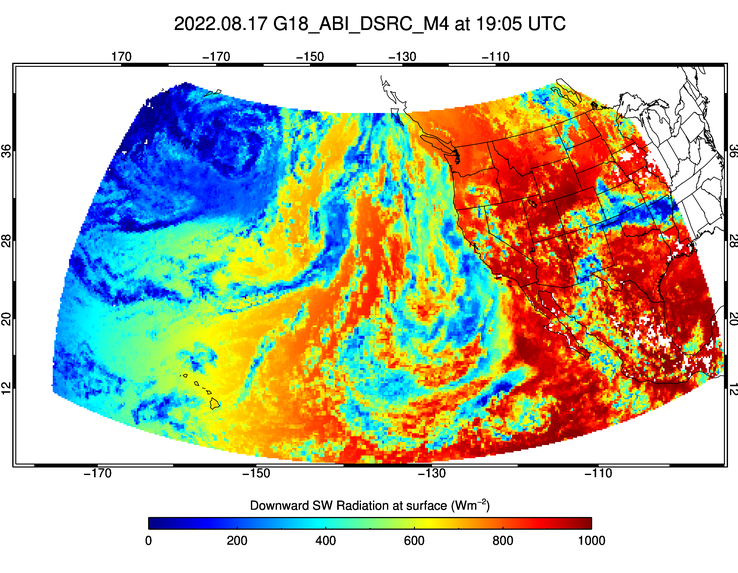 2022.08.17 G18_ABI_DSRC_M4 at 19:05 UTC
170 −170 −150 −130 −110
36 36
28 28
20 20
12 12
−170 −150 −130 −110
Downward SW Radiation at surface (Wm−2)
0 200 400 600 800 1000